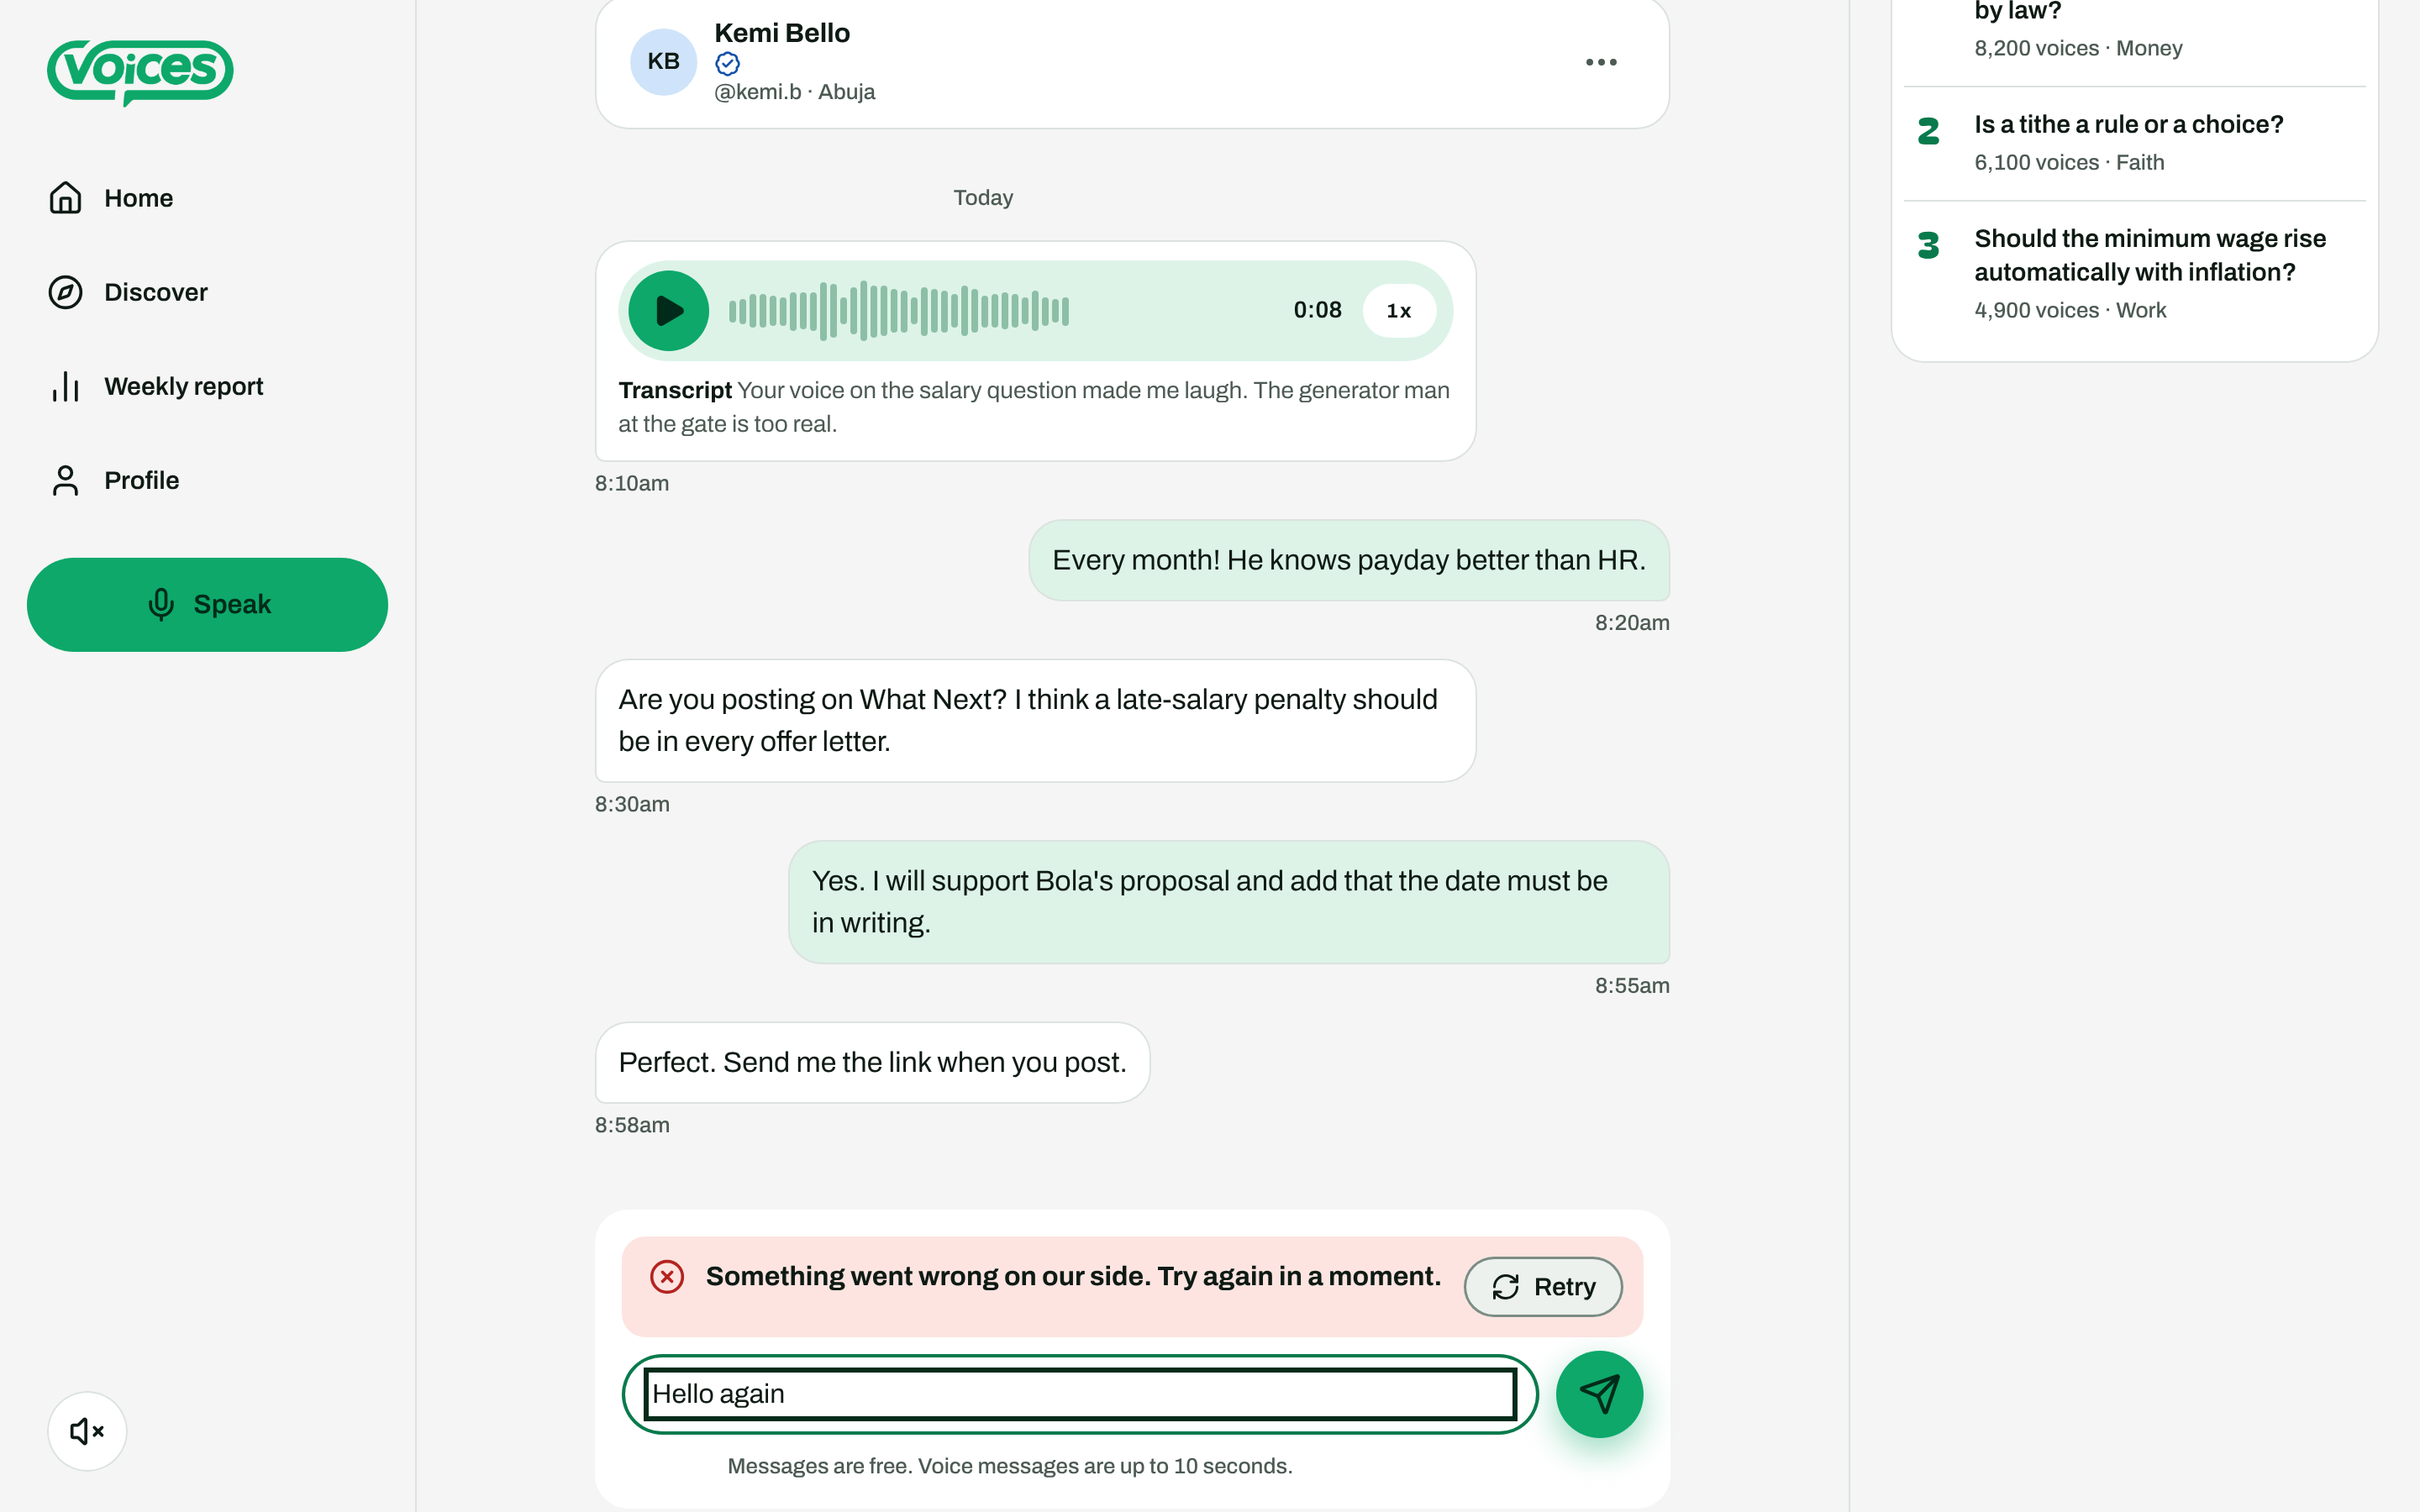 Voices
Home
Discover
Weekly report
Profile
Speak
KB
Kemi Bello
@kemi.b · Abuja
Today
0:08
1x
Transcript Your voice on the salary question made me laugh. The generator man
at the gate is too real.
8:10am
Every month! He knows payday better than HR.
8:20am
Are you posting on What Next? I think a late-salary penalty should
be in every offer letter.
8:30am
Yes. I will support Bola's proposal and add that the date must be
in writing.
8:55am
Perfect. Send me the link when you post.
8:58am
Something went wrong on our side. Try again in a moment.
Retry
Hello again
Messages are free. Voice messages are up to 10 seconds.
by law?
8,200 voices · Money
2
Is a tithe a rule or a choice?
6,100 voices · Faith
3
Should the minimum wage rise
automatically with inflation?
4,900 voices · Work